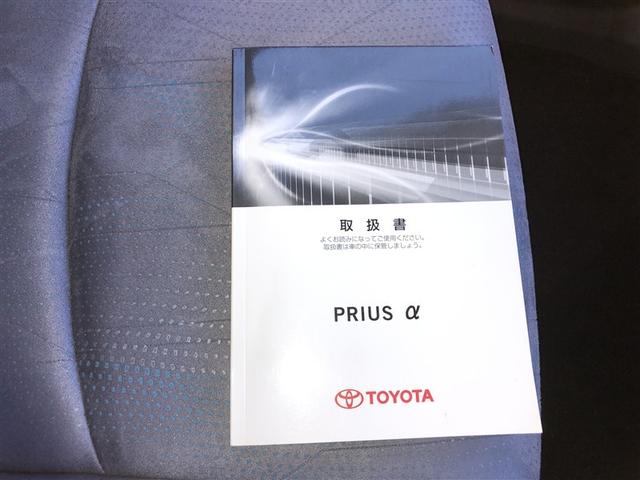 取扱書
よくお読みになってご使用ください。
取扱書は車の中に保管しましょう。
PRIUS α
TOYOTA